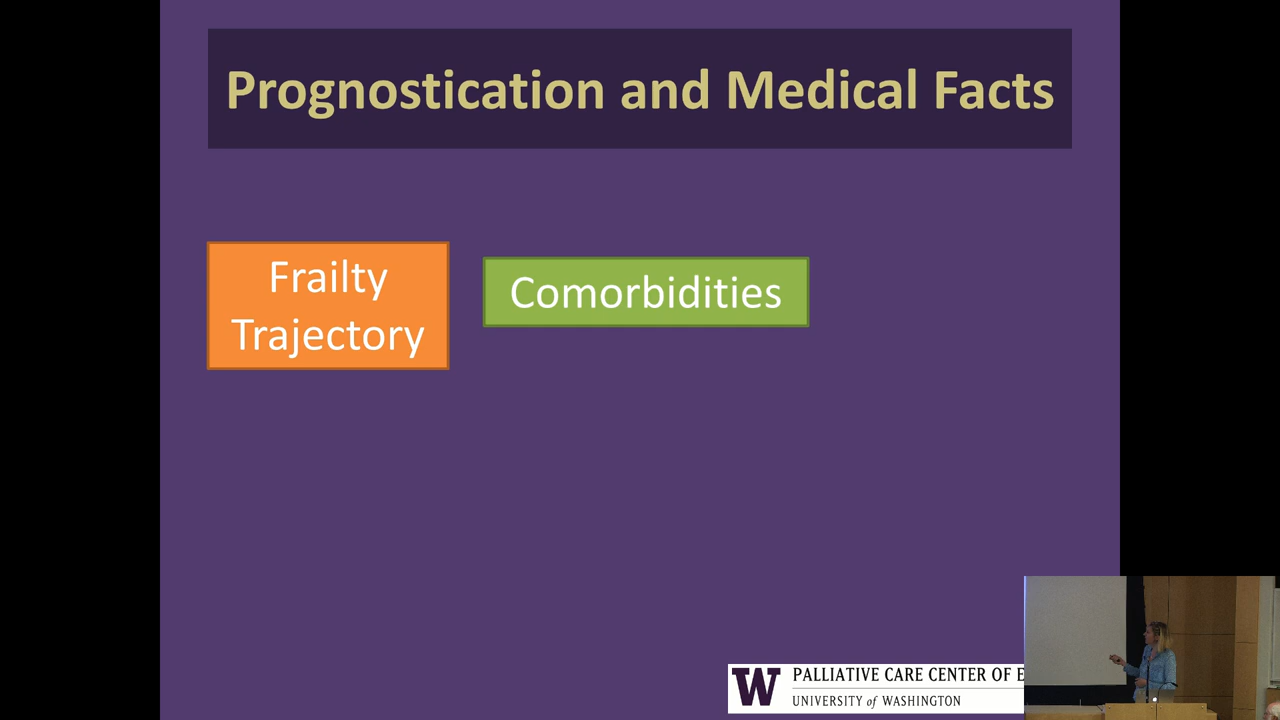 Prognostication and Medical Facts
Frailty
Trajectory
Comorbidities
W
PALLIATIVE CARE CENTER OF E
UNIVERSITY of WASHINGTON